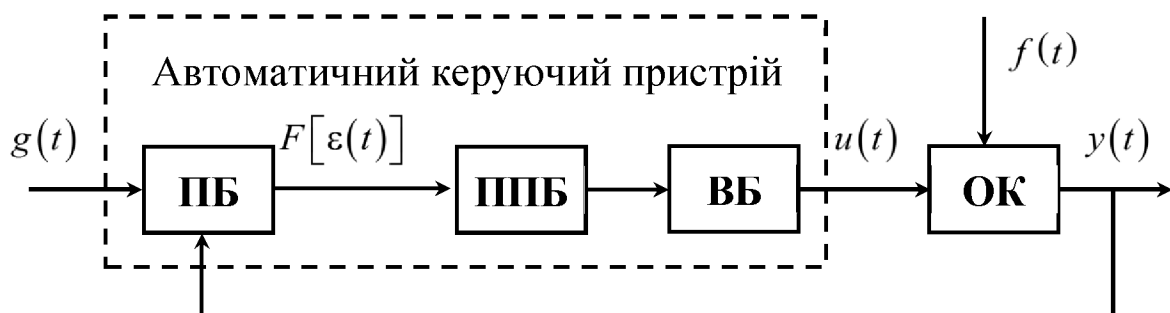 Автоматичний керуючий пристрій
f(t)
g(t)
F[ε(t)]
u(t)
y(t)
ПБ
ППБ
ВБ
ОК